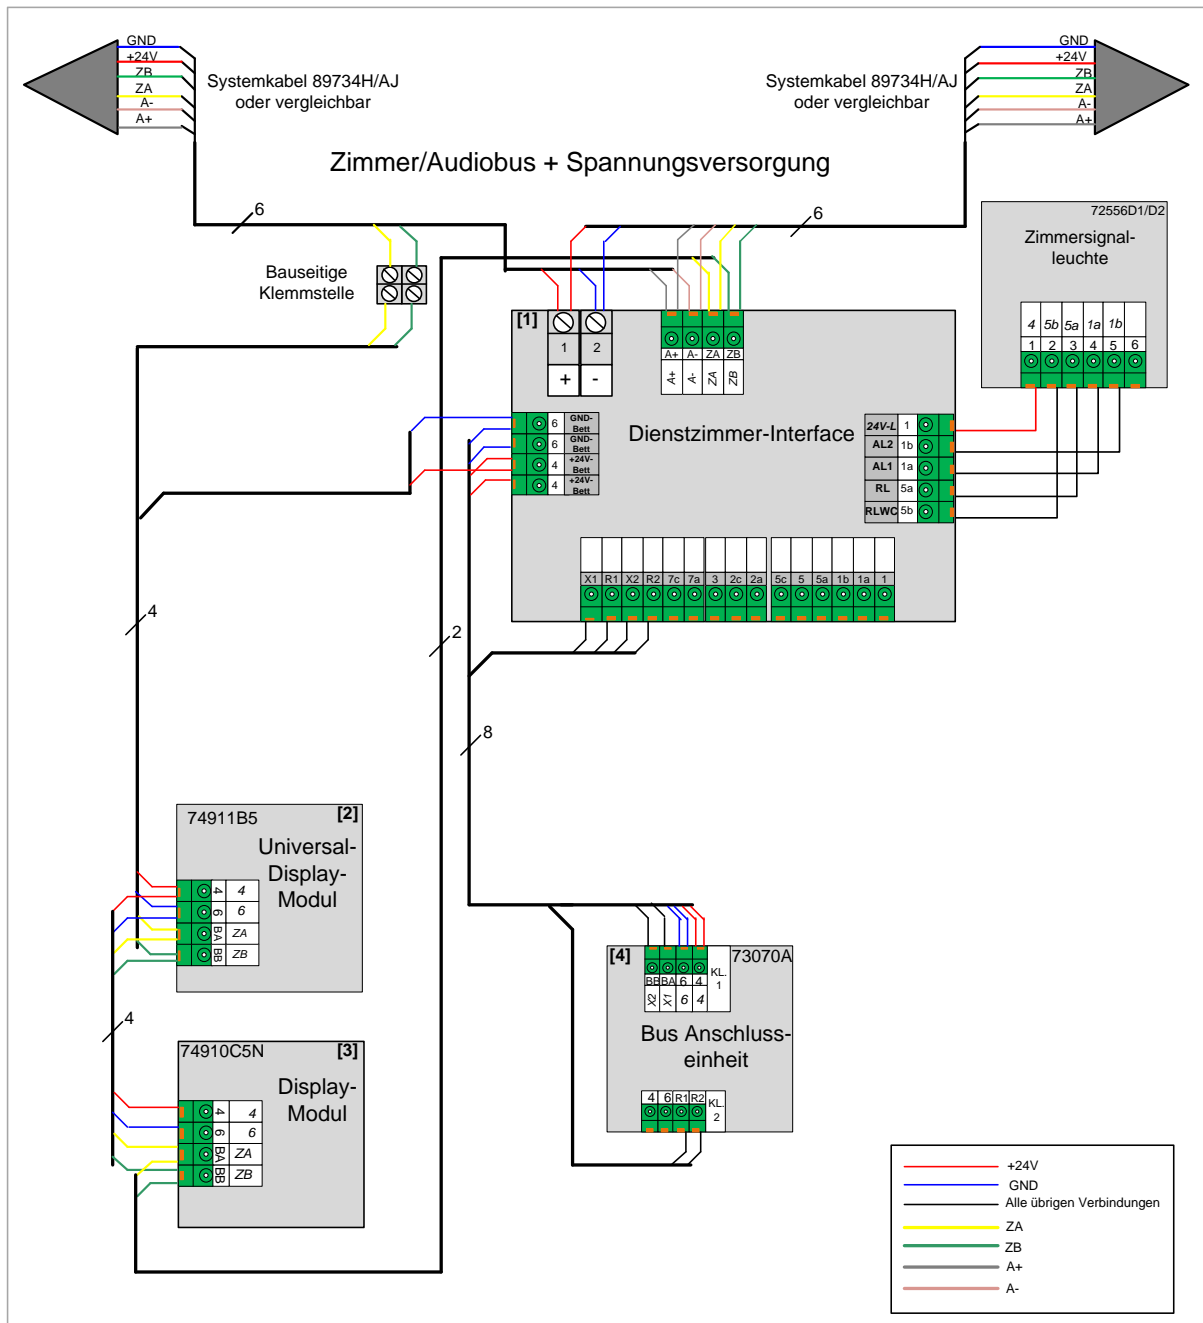 GND
+24V
ZB
ZA
A-
A+
Systemkabel 89734H/AJ
oder vergleichbar
Systemkabel 89734H/AJ
oder vergleichbar
GND
+24V
ZB
ZA
A-
A+
Zimmer/Audiobus + Spannungsversorgung
6
6
72556D1/D2
Zimmersignal-
leuchte
4 5b 5a 1a 1b
1 2 3 4 5 6
Bauseitige
Klemmstelle
[1]
1 2
+ -
A+ A- ZA ZB
A+ A- ZA ZB
Dienstzimmer-Interface
6 GND-
Bett
6 GND-
Bett
4 +24V-
Bett
4 +24V-
Bett
24V-L 1
AL2 1b
AL1 1a
RL 5a
RLWC 5b
X1 R1 X2 R2 7c 7a 3 2c 2a 5c 5 5a 1b 1a 1
4
2
8
74911B5 [2]
Universal-
Display-
Modul
4 4
6 6
BA ZA
BB ZB
4
74910C5N [3]
Display-
Modul
4 4
6 6
BA ZA
BB ZB
[4] 73070A
BB BA 6 4
X2 X1 6 4
KL.
1
Bus Anschluss-
einheit
4 6 R1 R2
KL.
2
+24V
GND
Alle übrigen Verbindungen
ZA
ZB
A+
A-